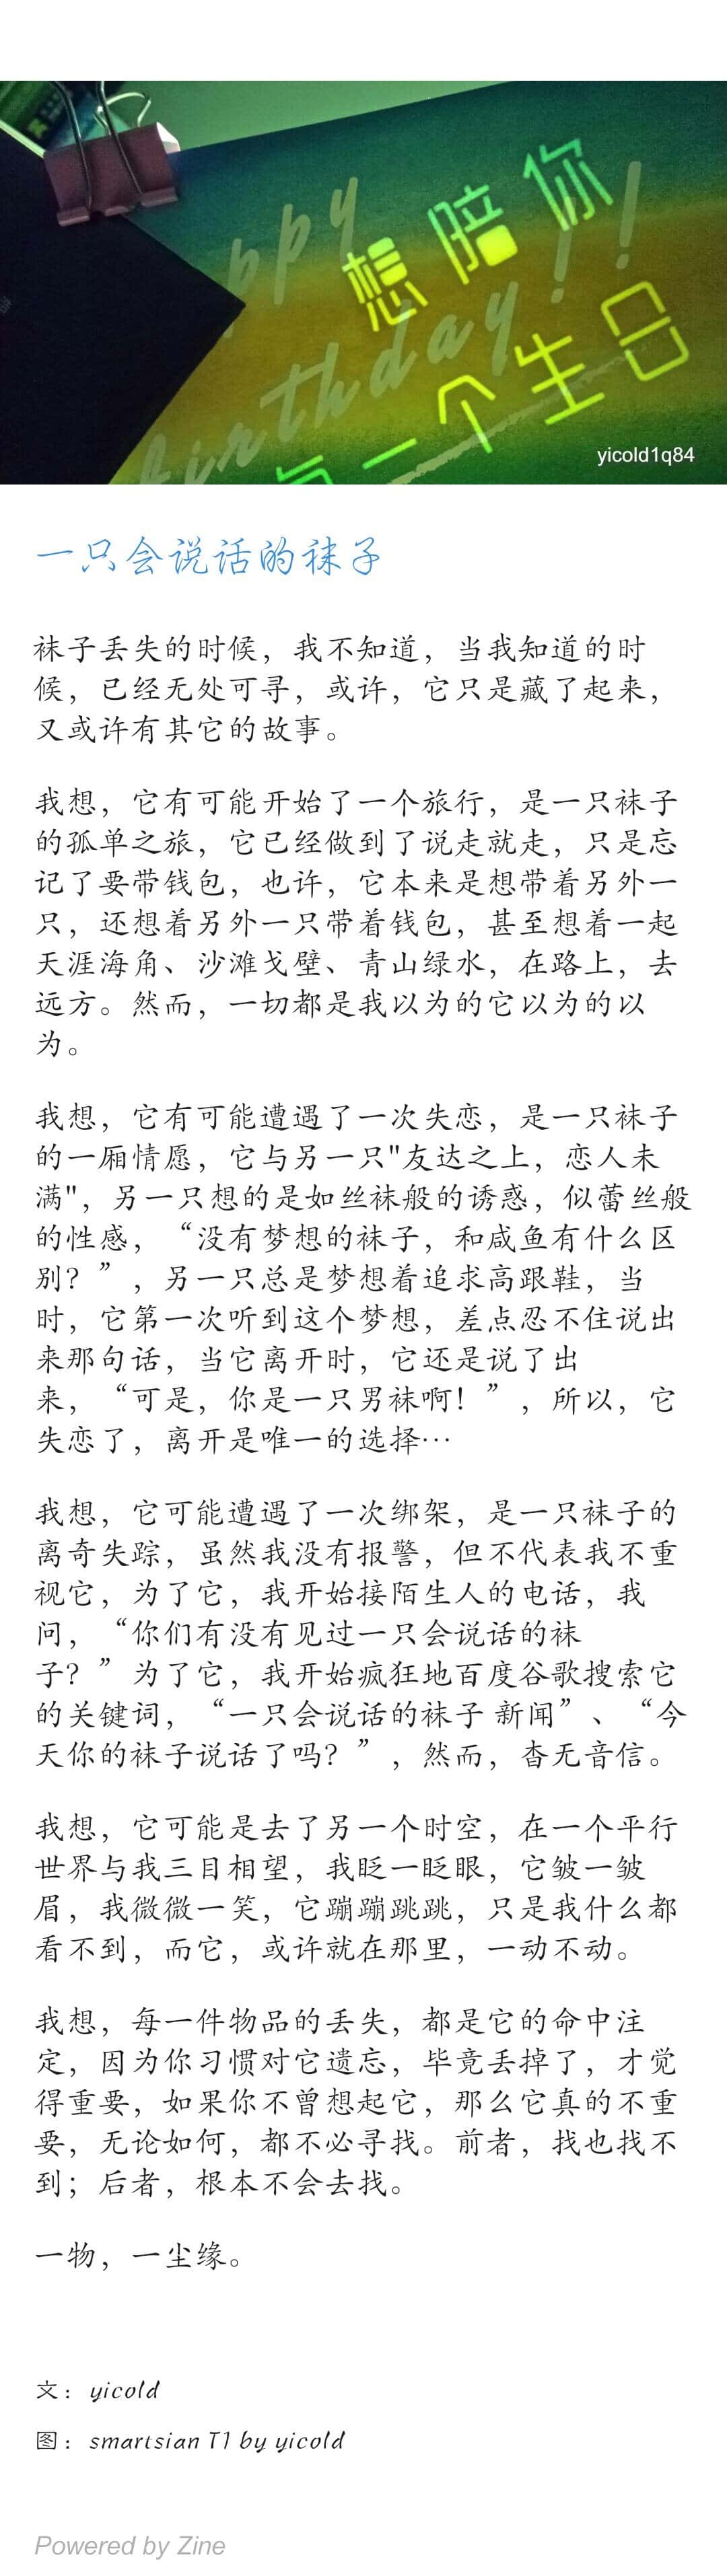 ppy
想陪你
birthday!!
每一个生日
yicold1q84
一只会说话的袜子
袜子丢失的时候，我不知道，当我知道的时
候，已经无处可寻，或许，它只是藏了起来，
又或许有其它的故事。
我想，它有可能开始了一个旅行，是一只袜子
的孤单之旅，它已经做到了说走就走，只是忘
记了要带钱包，也许，它本来是想带着另外一
只，还想着另外一只带着钱包，甚至想着一起
天涯海角、沙滩戈壁、青山绿水，在路上，去
远方。然而，一切都是我以为的它以为的以
为。
我想，它有可能遭遇了一次失恋，是一只袜子
的一厢情愿，它与另一只"友达之上，恋人未
满"，另一只想的是如丝袜般的诱惑，似蕾丝般
的性感，“没有梦想的袜子，和咸鱼有什么区
别？”，另一只总是梦想着追求高跟鞋，当
时，它第一次听到这个梦想，差点忍不住说出
来那句话，当它离开时，它还是说了出
来，“可是，你是一只男袜啊！”，所以，它
失恋了，离开是唯一的选择…
我想，它可能遭遇了一次绑架，是一只袜子的
离奇失踪，虽然我没有报警，但不代表我不重
视它，为了它，我开始接陌生人的电话，我
问，“你们有没有见过一只会说话的袜
子？”为了它，我开始疯狂地百度谷歌搜索它
的关键词，“一只会说话的袜子 新闻”、“今
天你的袜子说话了吗？”，然而，杳无音信。
我想，它可能是去了另一个时空，在一个平行
世界与我三目相望，我眨一眨眼，它皱一皱
眉，我微微一笑，它蹦蹦跳跳，只是我什么都
看不到，而它，或许就在那里，一动不动。
我想，每一件物品的丢失，都是它的命中注
定，因为你习惯对它遗忘，毕竟丢掉了，才觉
得重要，如果你不曾想起它，那么它真的不重
要，无论如何，都不必寻找。前者，找也找不
到；后者，根本不会去找。
一物，一尘缘。
文：yicold
图：smartsian T1 by yicold
Powered by Zine